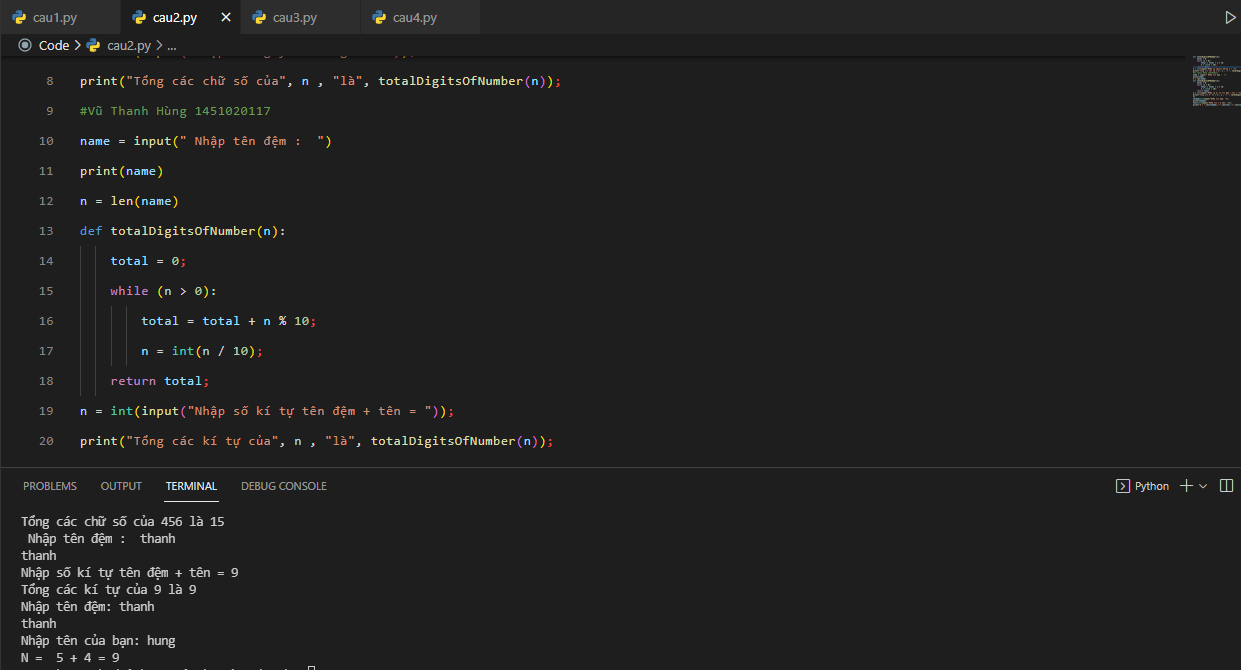 cau1.py cau2.py cau3.py cau4.py
Code cau2.py ...
8 print("Tổng các chữ số của", n , "là", totalDigitsOfNumber(n));
9 #Vũ Thanh Hùng 1451020117
10 name = input(" Nhập tên đệm :  ")
11 print(name)
12 n = len(name)
13 def totalDigitsOfNumber(n):
14 total = 0;
15 while (n > 0):
16 total = total + n % 10;
17 n = int(n / 10);
18 return total;
19 n = int(input("Nhập số kí tự tên đệm + tên = "));
20 print("Tổng các kí tự của", n , "là", totalDigitsOfNumber(n));
PROBLEMS OUTPUT TERMINAL DEBUG CONSOLE Python
Tổng các chữ số của 456 là 15
Nhập tên đệm :  thanh
thanh
Nhập số kí tự tên đệm + tên = 9
Tổng các kí tự của 9 là 9
Nhập tên đệm: thanh
thanh
Nhập tên của bạn: hung
N =  5 + 4 = 9